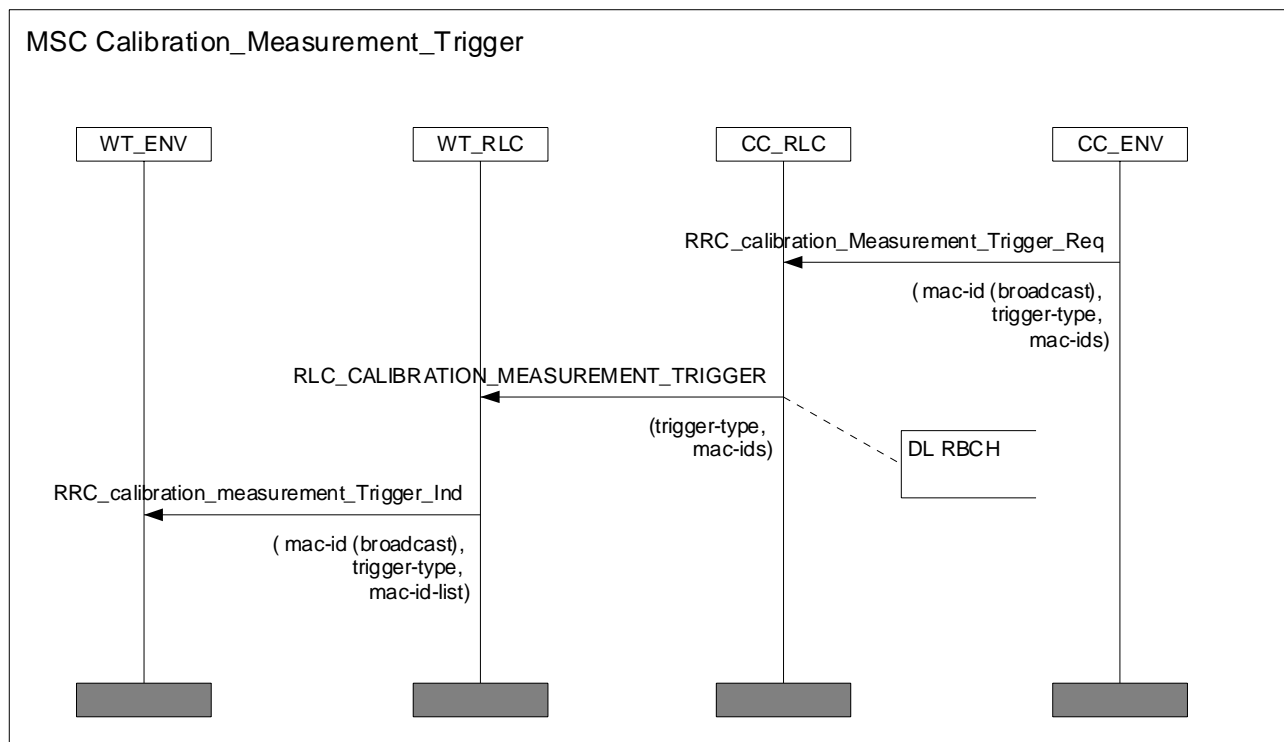 MSC Calibration_Measurement_Trigger
WT_ENV
WT_RLC
CC_RLC
CC_ENV
RRC_calibration_Measurement_Trigger_Req
( mac-id (broadcast),
trigger-type,
mac-ids)
RLC_CALIBRATION_MEASUREMENT_TRIGGER
(trigger-type,
mac-ids)
DL RBCH
RRC_calibration_measurement_Trigger_Ind
( mac-id (broadcast),
trigger-type,
mac-id-list)